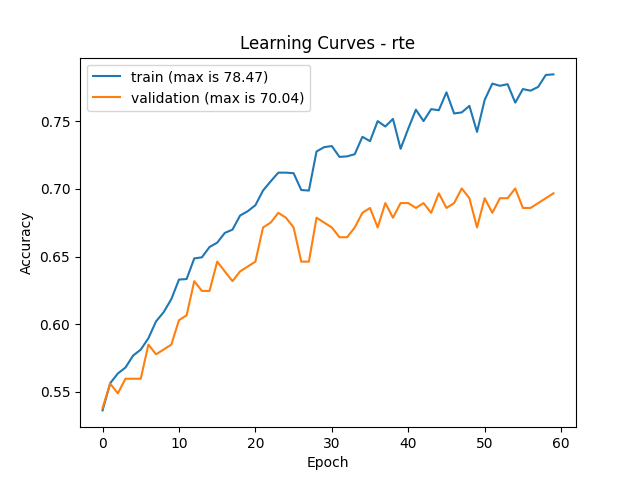 Learning Curves - rte
train (max is 78.47)
validation (max is 70.04)
Accuracy
0.75
0.70
0.65
0.60
0.55
0 10 20 30 40 50 60
Epoch